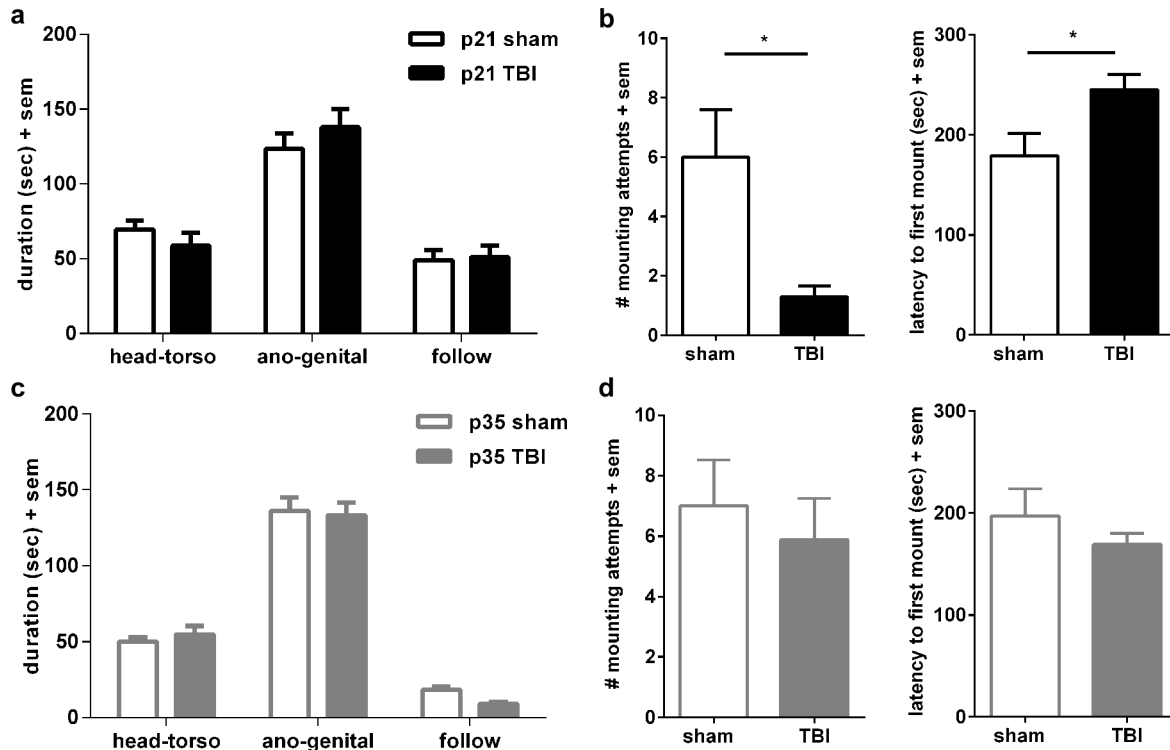 a
duration (sec) + sem
200
150
100
50
0
p21 sham
p21 TBI
head-torso ano-genital follow
b
# mounting attempts + sem
10
8
6
4
2
0
*
sham TBI
latency to first mount (sec) + sem
300
200
100
0
*
sham TBI
c
duration (sec) + sem
200
150
100
50
0
p35 sham
p35 TBI
head-torso ano-genital follow
d
# mounting attempts + sem
10
8
6
4
2
0
sham TBI
latency to first mount (sec) + sem
300
200
100
0
sham TBI